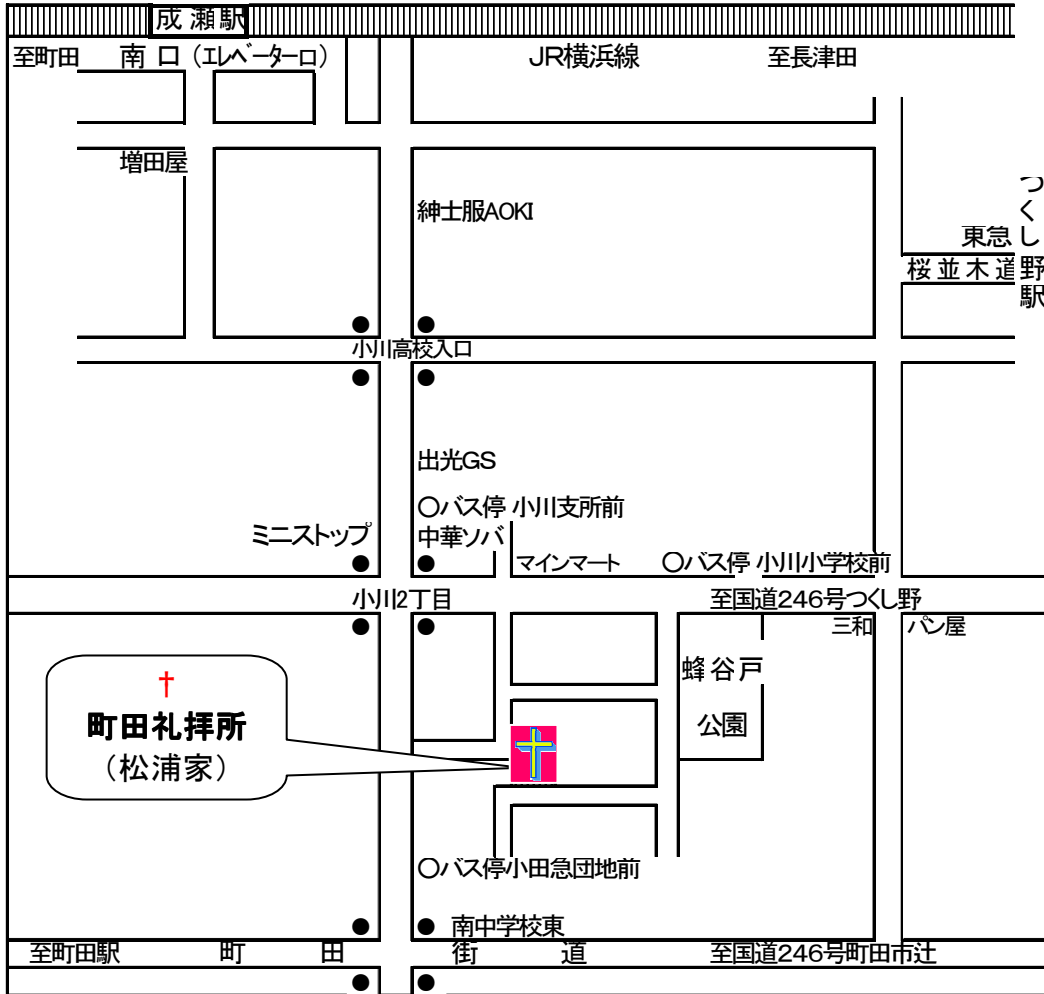 成瀬駅
至町田 南口（エレベーター口） JR横浜線 至長津田
増田屋
紳士服AOKI
東急
つくし野駅
桜並木道
小川高校入口
出光GS
〇バス停 小川支所前
ミニストップ 中華ソバ
マインマート 〇バス停 小川小学校前
小川2丁目 至国道246号つくし野
三和 パン屋
蜂谷戸
公園
†
町田礼拝所
（松浦家）
〇バス停小田急団地前
南中学校東
至町田駅 町田街道 至国道246号町田市辻